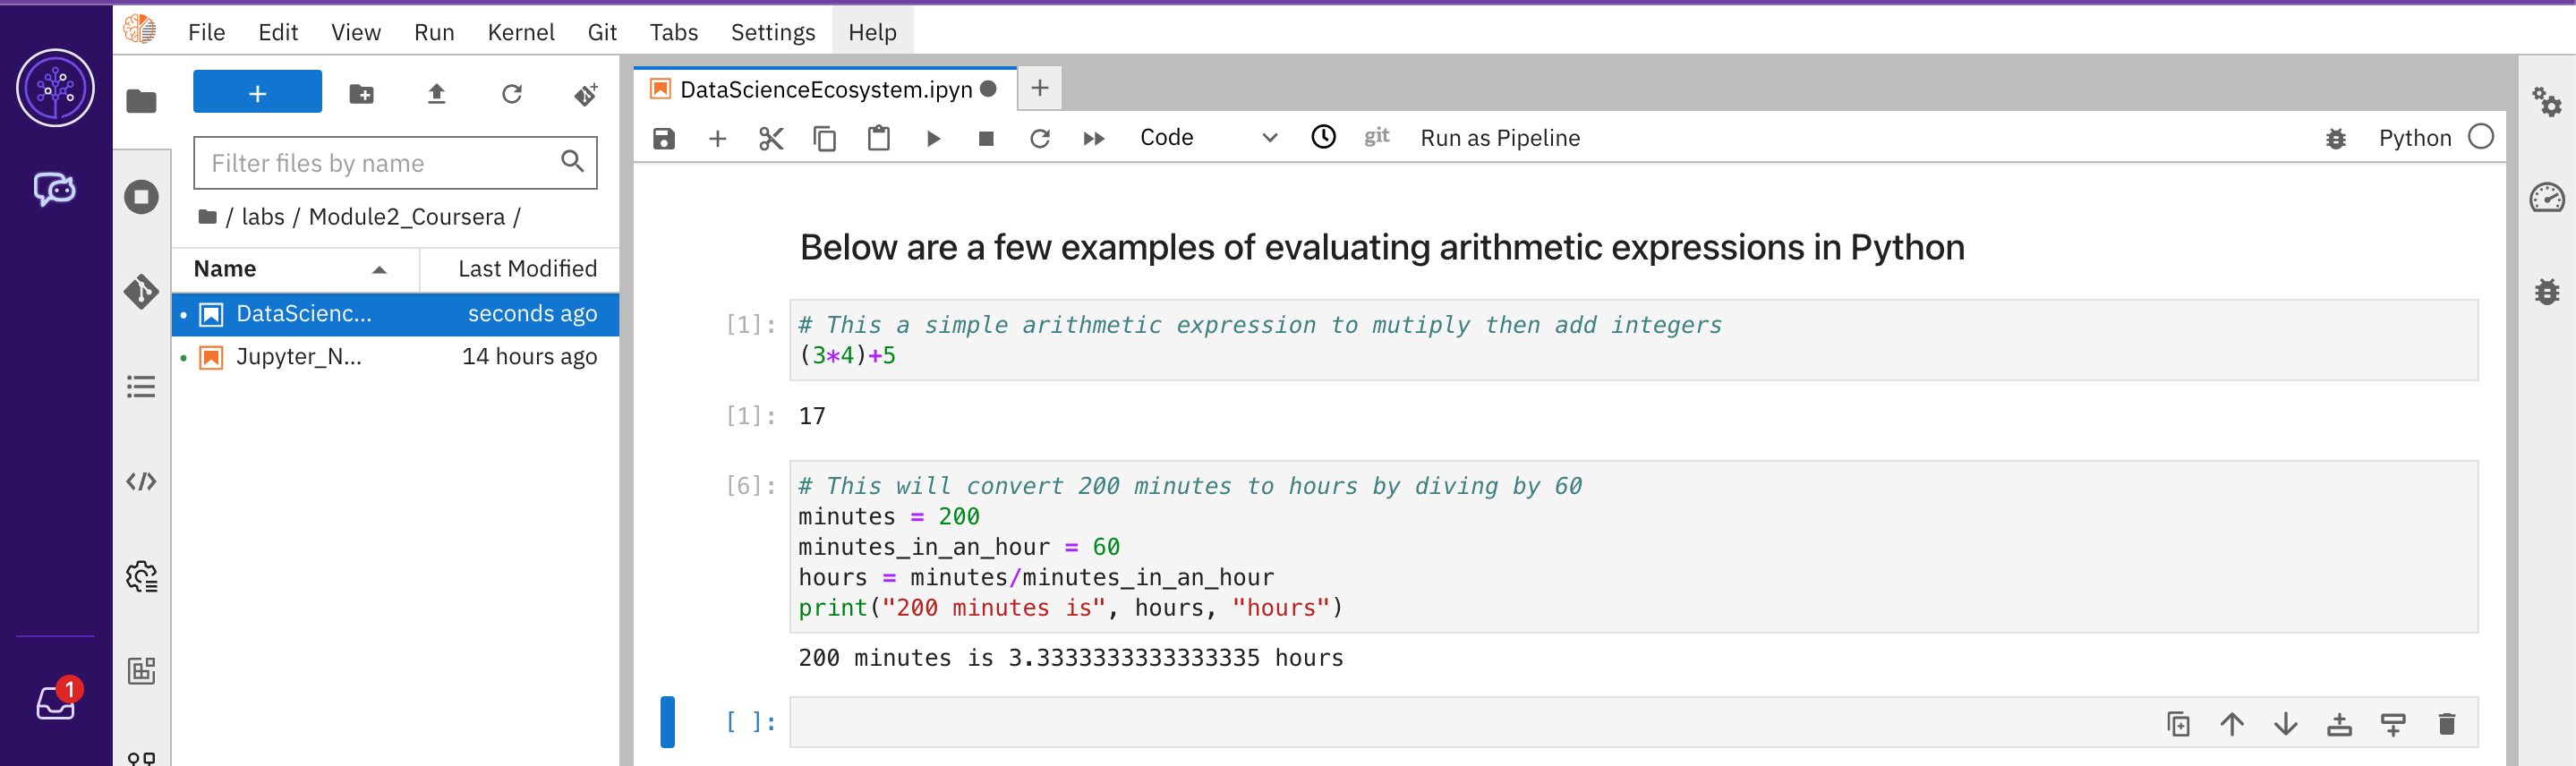 File Edit View Run Kernel Git Tabs Settings Help
+
Filter files by name
/ labs / Module2_Coursera /
Name Last Modified
DataScienc... seconds ago
Jupyter_N... 14 hours ago
1
DataScienceEcosystem.ipyn
+
Code git Run as Pipeline Python
Below are a few examples of evaluating arithmetic expressions in Python
[1]: # This a simple arithmetic expression to mutiply then add integers
(3*4)+5
[1]: 17
[6]: # This will convert 200 minutes to hours by diving by 60
minutes = 200
minutes_in_an_hour = 60
hours = minutes/minutes_in_an_hour
print("200 minutes is", hours, "hours")
200 minutes is 3.3333333333333335 hours
[ ]: